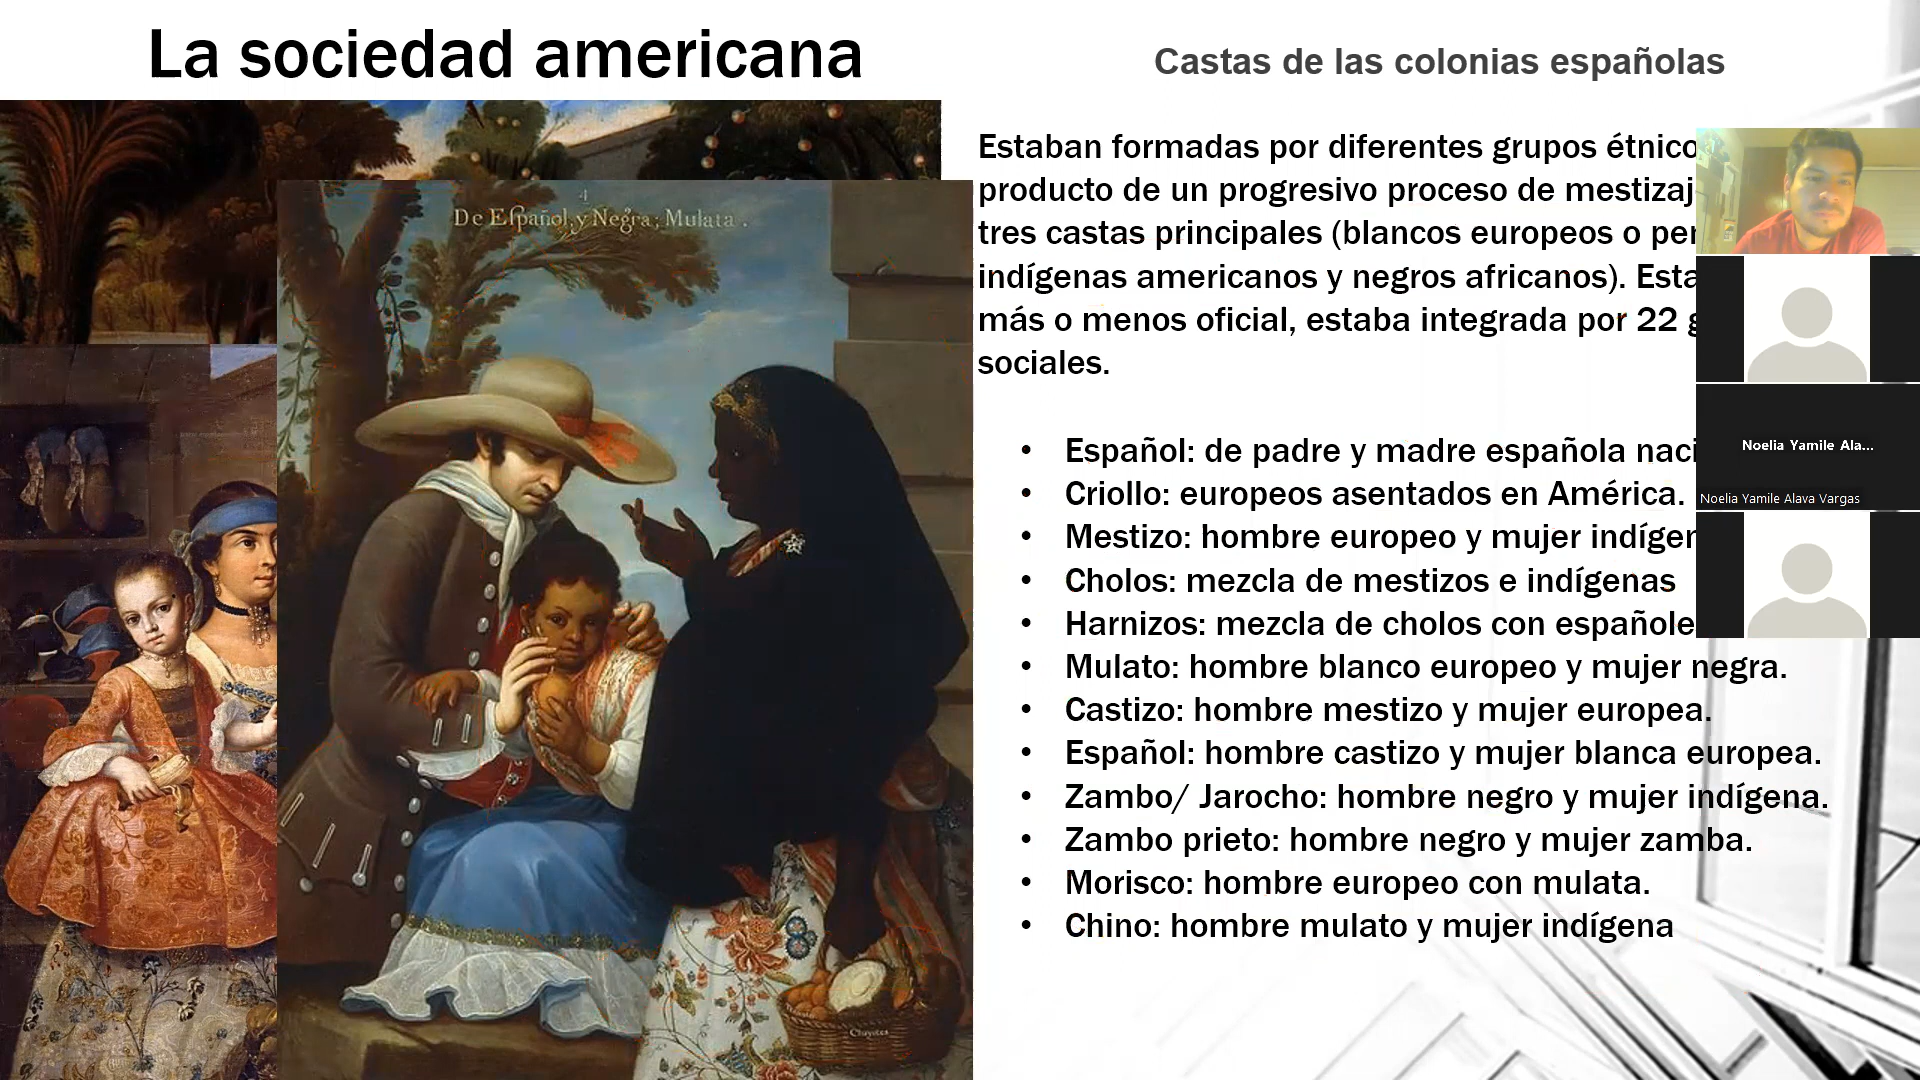 La sociedad americana
Castas de las colonias españolas
Estaban formadas por diferentes grupos étnico
producto de un progresivo proceso de mestizaj
tres castas principales (blancos europeos o pe
indígenas americanos y negros africanos). Esta
más o menos oficial, estaba integrada por 22 g
sociales.
• Español: de padre y madre española naci
• Criollo: europeos asentados en América.
• Mestizo: hombre europeo y mujer indíge
• Cholos: mezcla de mestizos e indígenas
• Harnizos: mezcla de cholos con españole
• Mulato: hombre blanco europeo y mujer negra.
• Castizo: hombre mestizo y mujer europea.
• Español: hombre castizo y mujer blanca europea.
• Zambo/ Jarocho: hombre negro y mujer indígena.
• Zambo prieto: hombre negro y mujer zamba.
• Morisco: hombre europeo con mulata.
• Chino: hombre mulato y mujer indígena
4
De Español, y Negra; Mulata.
Noelia Yamile Ala...
Noelia Yamile Alava Vargas